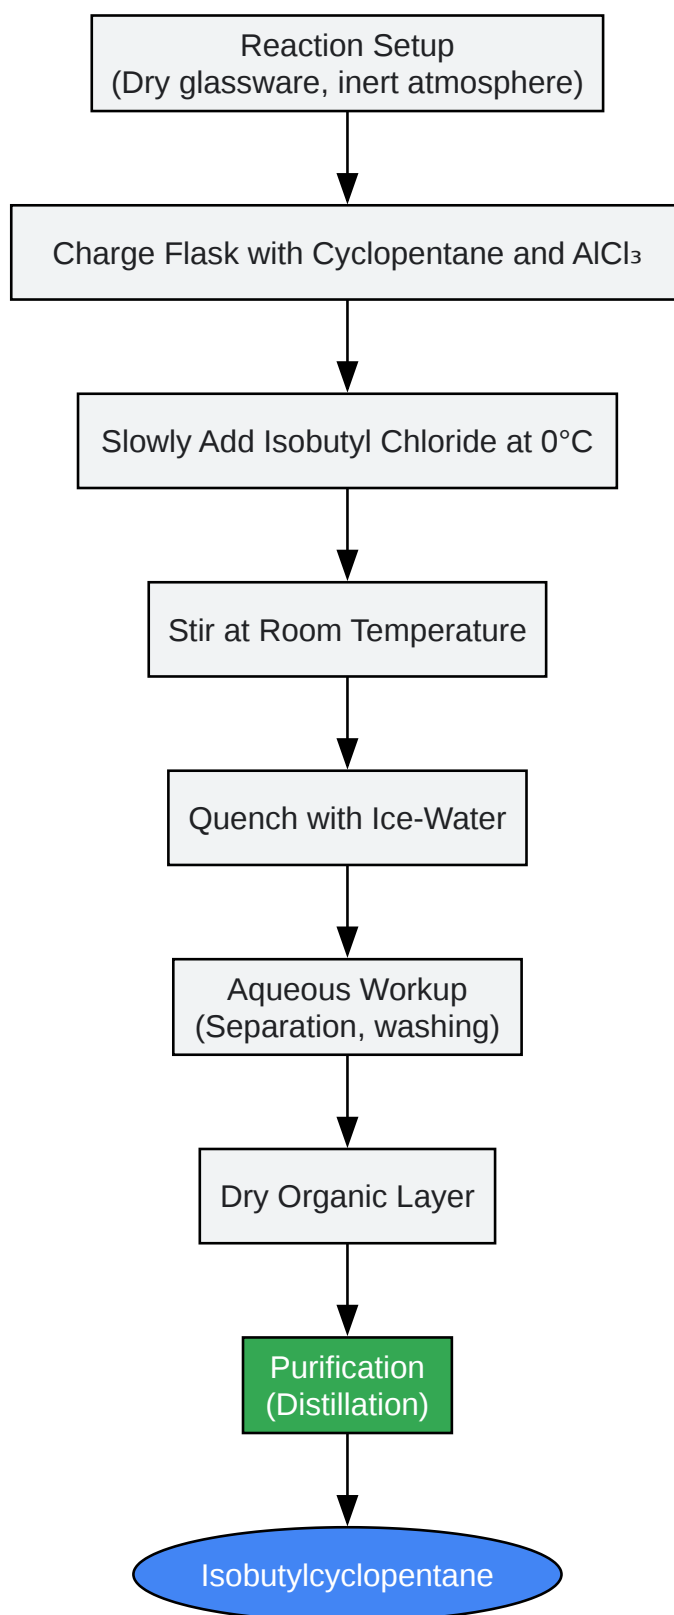 Reaction Setup
(Dry glassware, inert atmosphere)
Charge Flask with Cyclopentane and AlCl₃
Slowly Add Isobutyl Chloride at 0°C
Stir at Room Temperature
Quench with Ice-Water
Aqueous Workup
(Separation, washing)
Dry Organic Layer
Purification
(Distillation)
Isobutylcyclopentane